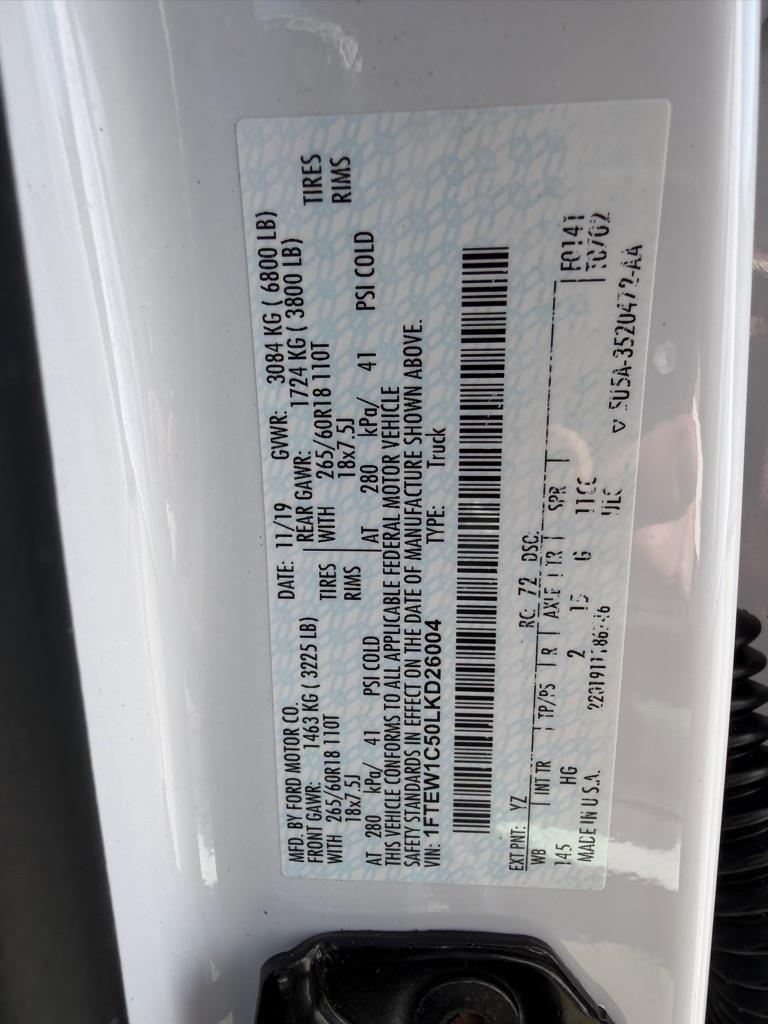 MFD. BY FORD MOTOR CO.
DATE: 11/19 GVWR: 3084 KG ( 6800 LB)
FRONT GAWR: 1463 KG ( 3225 LB) REAR GAWR: 1724 KG ( 3800 LB)
WITH 265/60R18 110T TIRES WITH 265/60R18 110T TIRES
18x7.5J RIMS 18x7.5J RIMS
AT 280 kPa/ 41 PSI COLD AT 280 kPa/ 41 PSI COLD
THIS VEHICLE CONFORMS TO ALL APPLICABLE FEDERAL MOTOR VEHICLE
SAFETY STANDARDS IN EFFECT ON THE DATE OF MANUFACTURE SHOWN ABOVE.
VIN: 1FTEW1C50LKD26004 TYPE: Truck
EXT PNT: YZ RC: 72 DSO:
WB INT TR TP/PS R AXLE TR SPR F0141
145 HG 2 15 G T0702
MADE IN U.S.A.